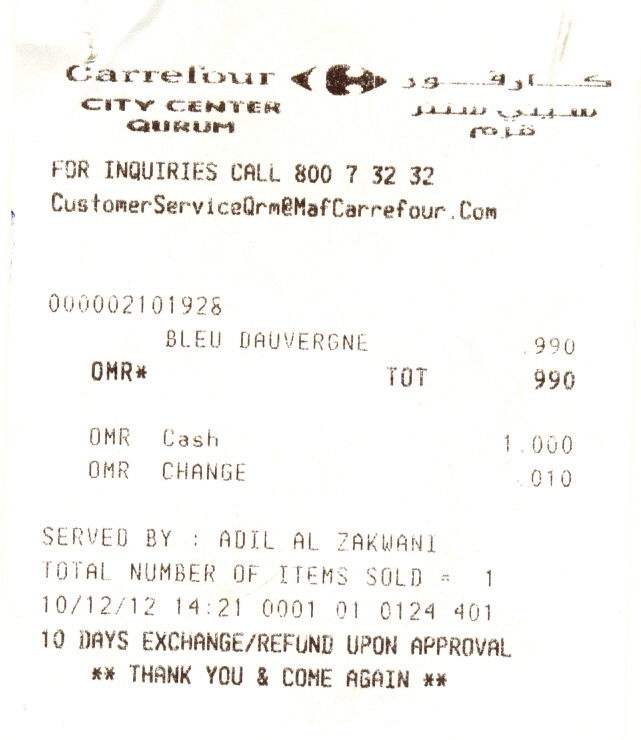 Carrefour كارفور
CITY CENTER سيتي سنتر
QURUM قرم
FOR INQUIRIES CALL 800 7 32 32
CustomerServiceQrm@MafCarrefour.Com
000002101928
BLEU DAUVERGNE .990
OMR* TOT 990
OMR Cash 1.000
OMR CHANGE .010
SERVED BY : ADIL AL ZAKWANI
TOTAL NUMBER OF ITEMS SOLD = 1
10/12/12 14:21 0001 01 0124 401
10 DAYS EXCHANGE/REFUND UPON APPROVAL
** THANK YOU & COME AGAIN **